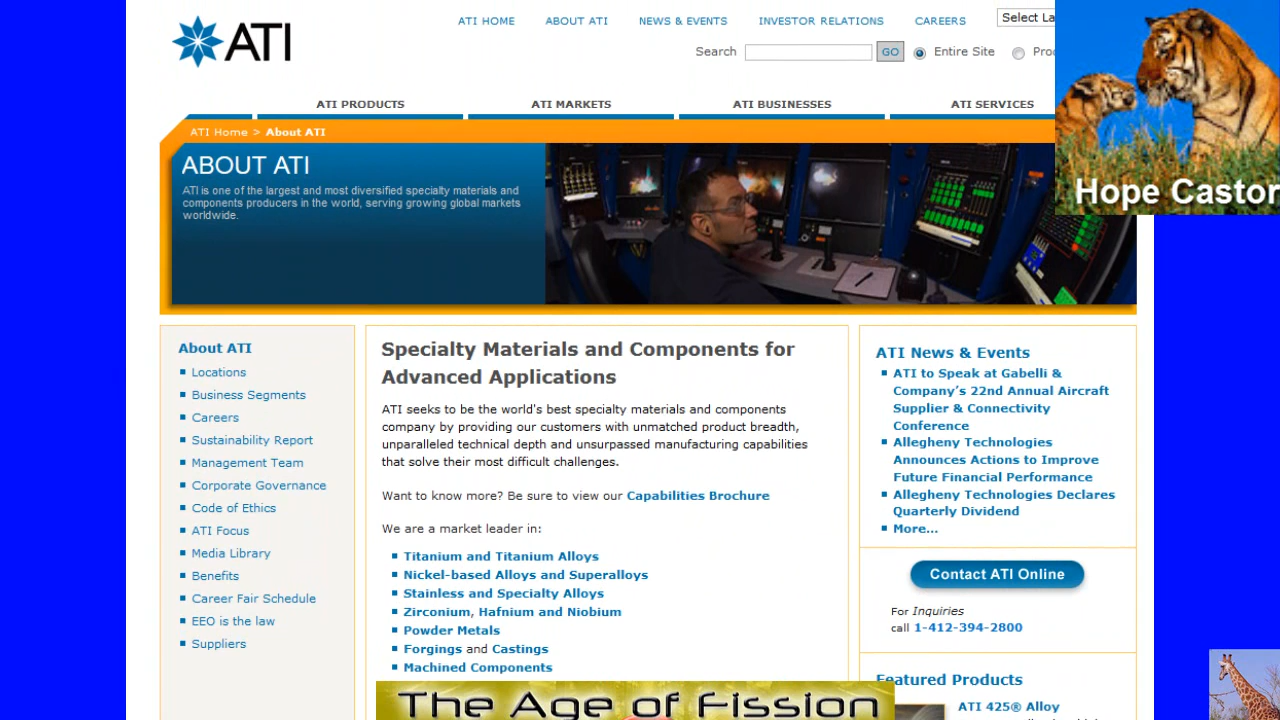 ATI
ATI HOME ABOUT ATI NEWS & EVENTS INVESTOR RELATIONS CAREERS Select La
Search GO Entire Site Pro
ATI PRODUCTS ATI MARKETS ATI BUSINESSES ATI SERVICES
Hope Castor
ATI Home > About ATI
ABOUT ATI
ATI is one of the largest and most diversified specialty materials and
components producers in the world, serving growing global markets
worldwide.
About ATI
Locations
Business Segments
Careers
Sustainability Report
Management Team
Corporate Governance
Code of Ethics
ATI Focus
Media Library
Benefits
Career Fair Schedule
EEO is the law
Suppliers
Specialty Materials and Components for
Advanced Applications
ATI seeks to be the world's best specialty materials and components
company by providing our customers with unmatched product breadth,
unparalleled technical depth and unsurpassed manufacturing capabilities
that solve their most difficult challenges.
Want to know more? Be sure to view our Capabilities Brochure
We are a market leader in:
Titanium and Titanium Alloys
Nickel-based Alloys and Superalloys
Stainless and Specialty Alloys
Zirconium, Hafnium and Niobium
Powder Metals
Forgings and Castings
Machined Components
The Age of Fission
ATI News & Events
ATI to Speak at Gabelli &
Company's 22nd Annual Aircraft
Supplier & Connectivity
Conference
Allegheny Technologies
Announces Actions to Improve
Future Financial Performance
Allegheny Technologies Declares
Quarterly Dividend
More...
Contact ATI Online
For Inquiries
call 1-412-394-2800
Featured Products
ATI 425® Alloy